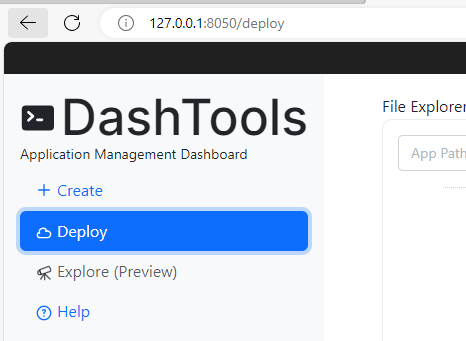 127.0.0.1:8050/deploy
DashTools
Application Management Dashboard
Create
Deploy
Explore (Preview)
Help
File Explorer
App Path